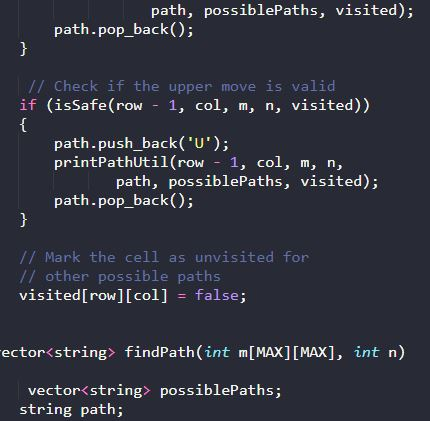 path, possiblePaths, visited);
path.pop_back();
}
// Check if the upper move is valid
if (isSafe(row - 1, col, m, n, visited))
{
path.push_back('U');
printPathUtil(row - 1, col, m, n,
path, possiblePaths, visited);
path.pop_back();
}
// Mark the cell as unvisited for
// other possible paths
visited[row][col] = false;
ector<string> findPath(int m[MAX][MAX], int n)
vector<string> possiblePaths;
string path;